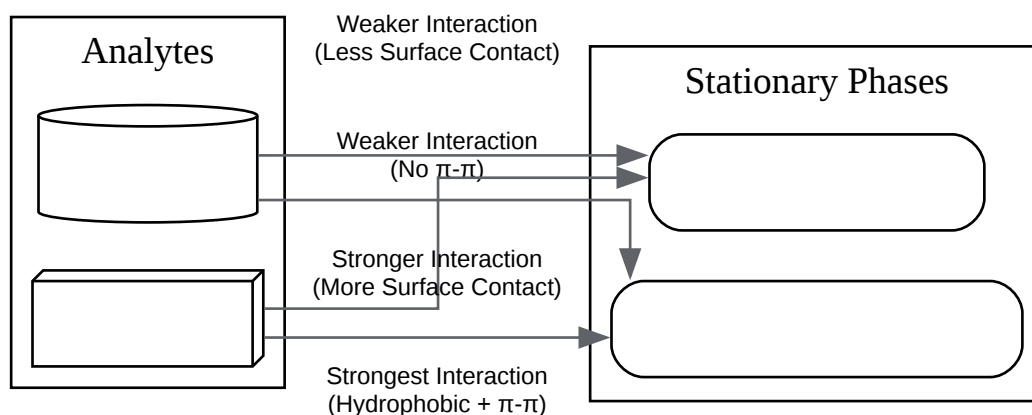 Analytes
Weaker Interaction
(Less Surface Contact)
Stationary Phases
Weaker Interaction
(No π-π)
Stronger Interaction
(More Surface Contact)
Strongest Interaction
(Hydrophobic + π-π)